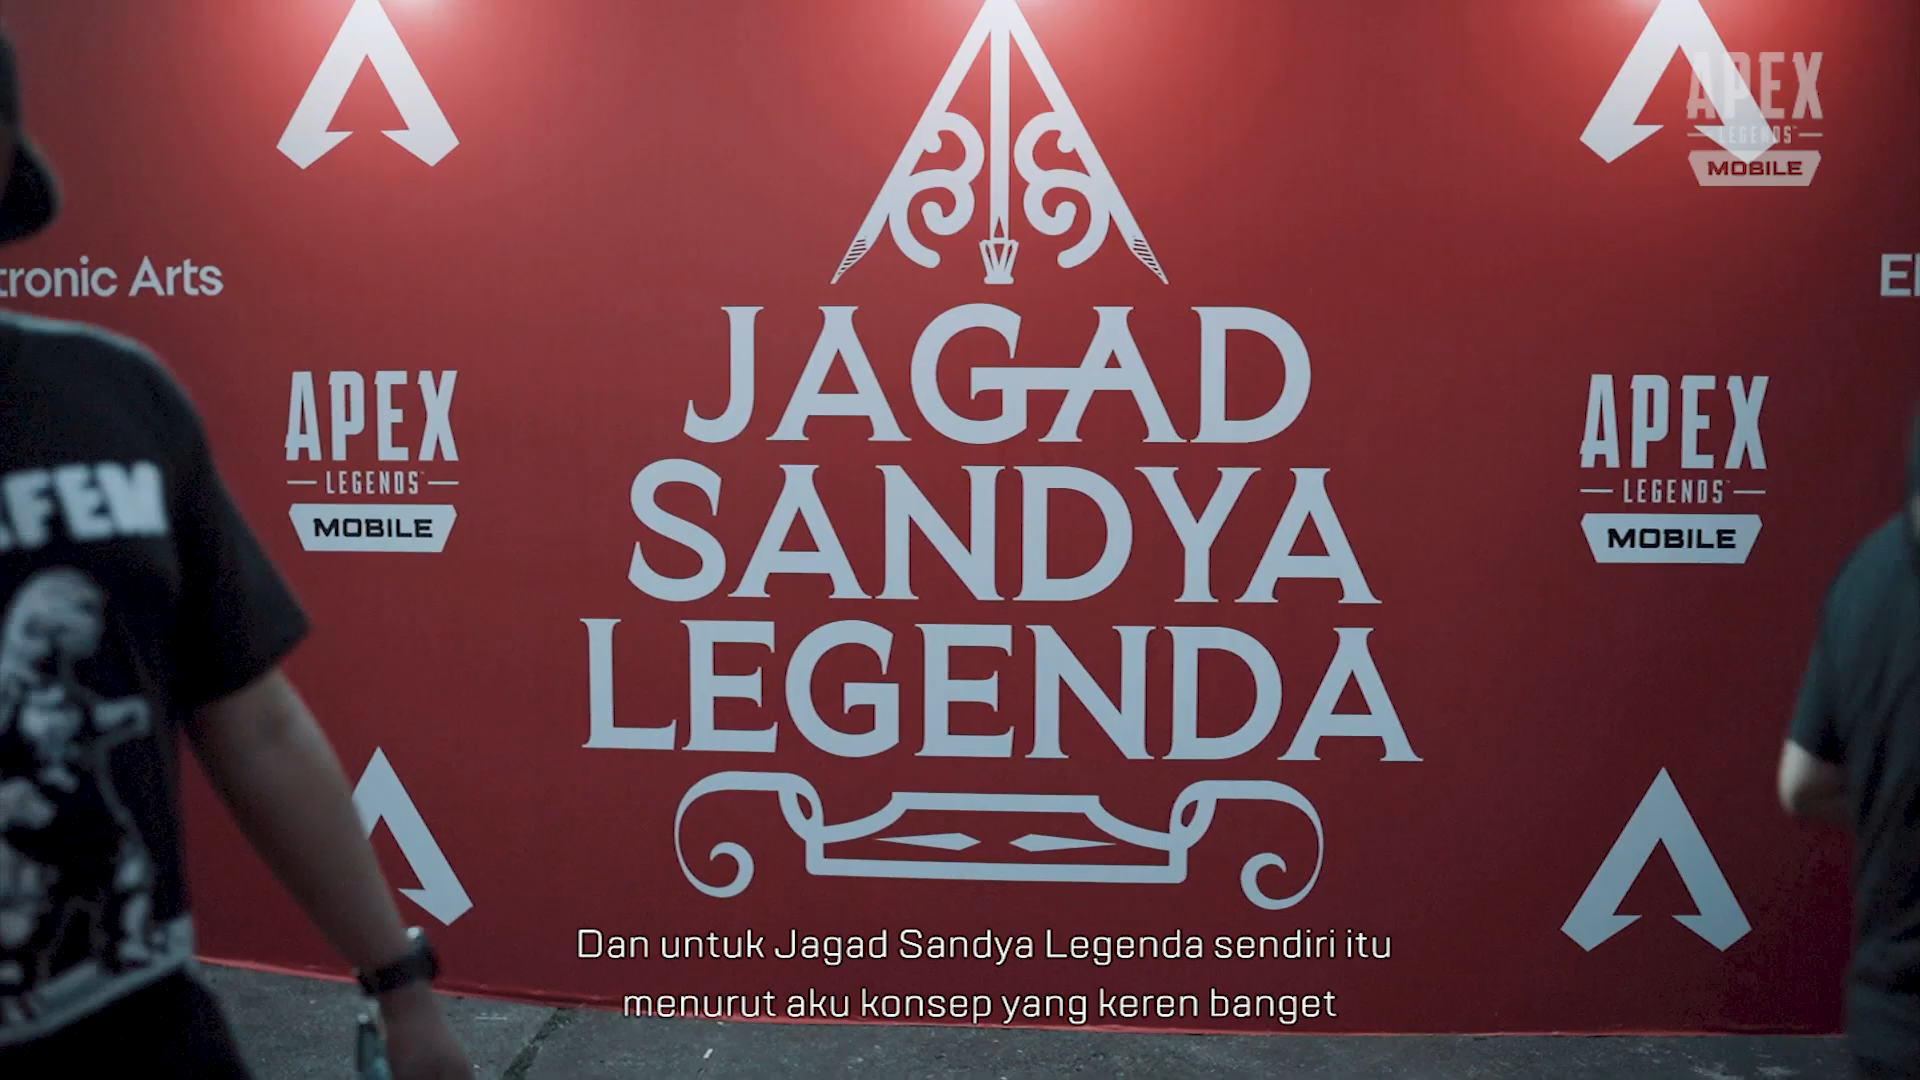 APEX
LEGENDS
MOBILE
tronic Arts
JAGAD
SANDYA
LEGENDA
APEX
LEGENDS
MOBILE
APEX
LEGENDS
MOBILE
Dan untuk Jagad Sandya Legenda sendiri itu
menurut aku konsep yang keren banget